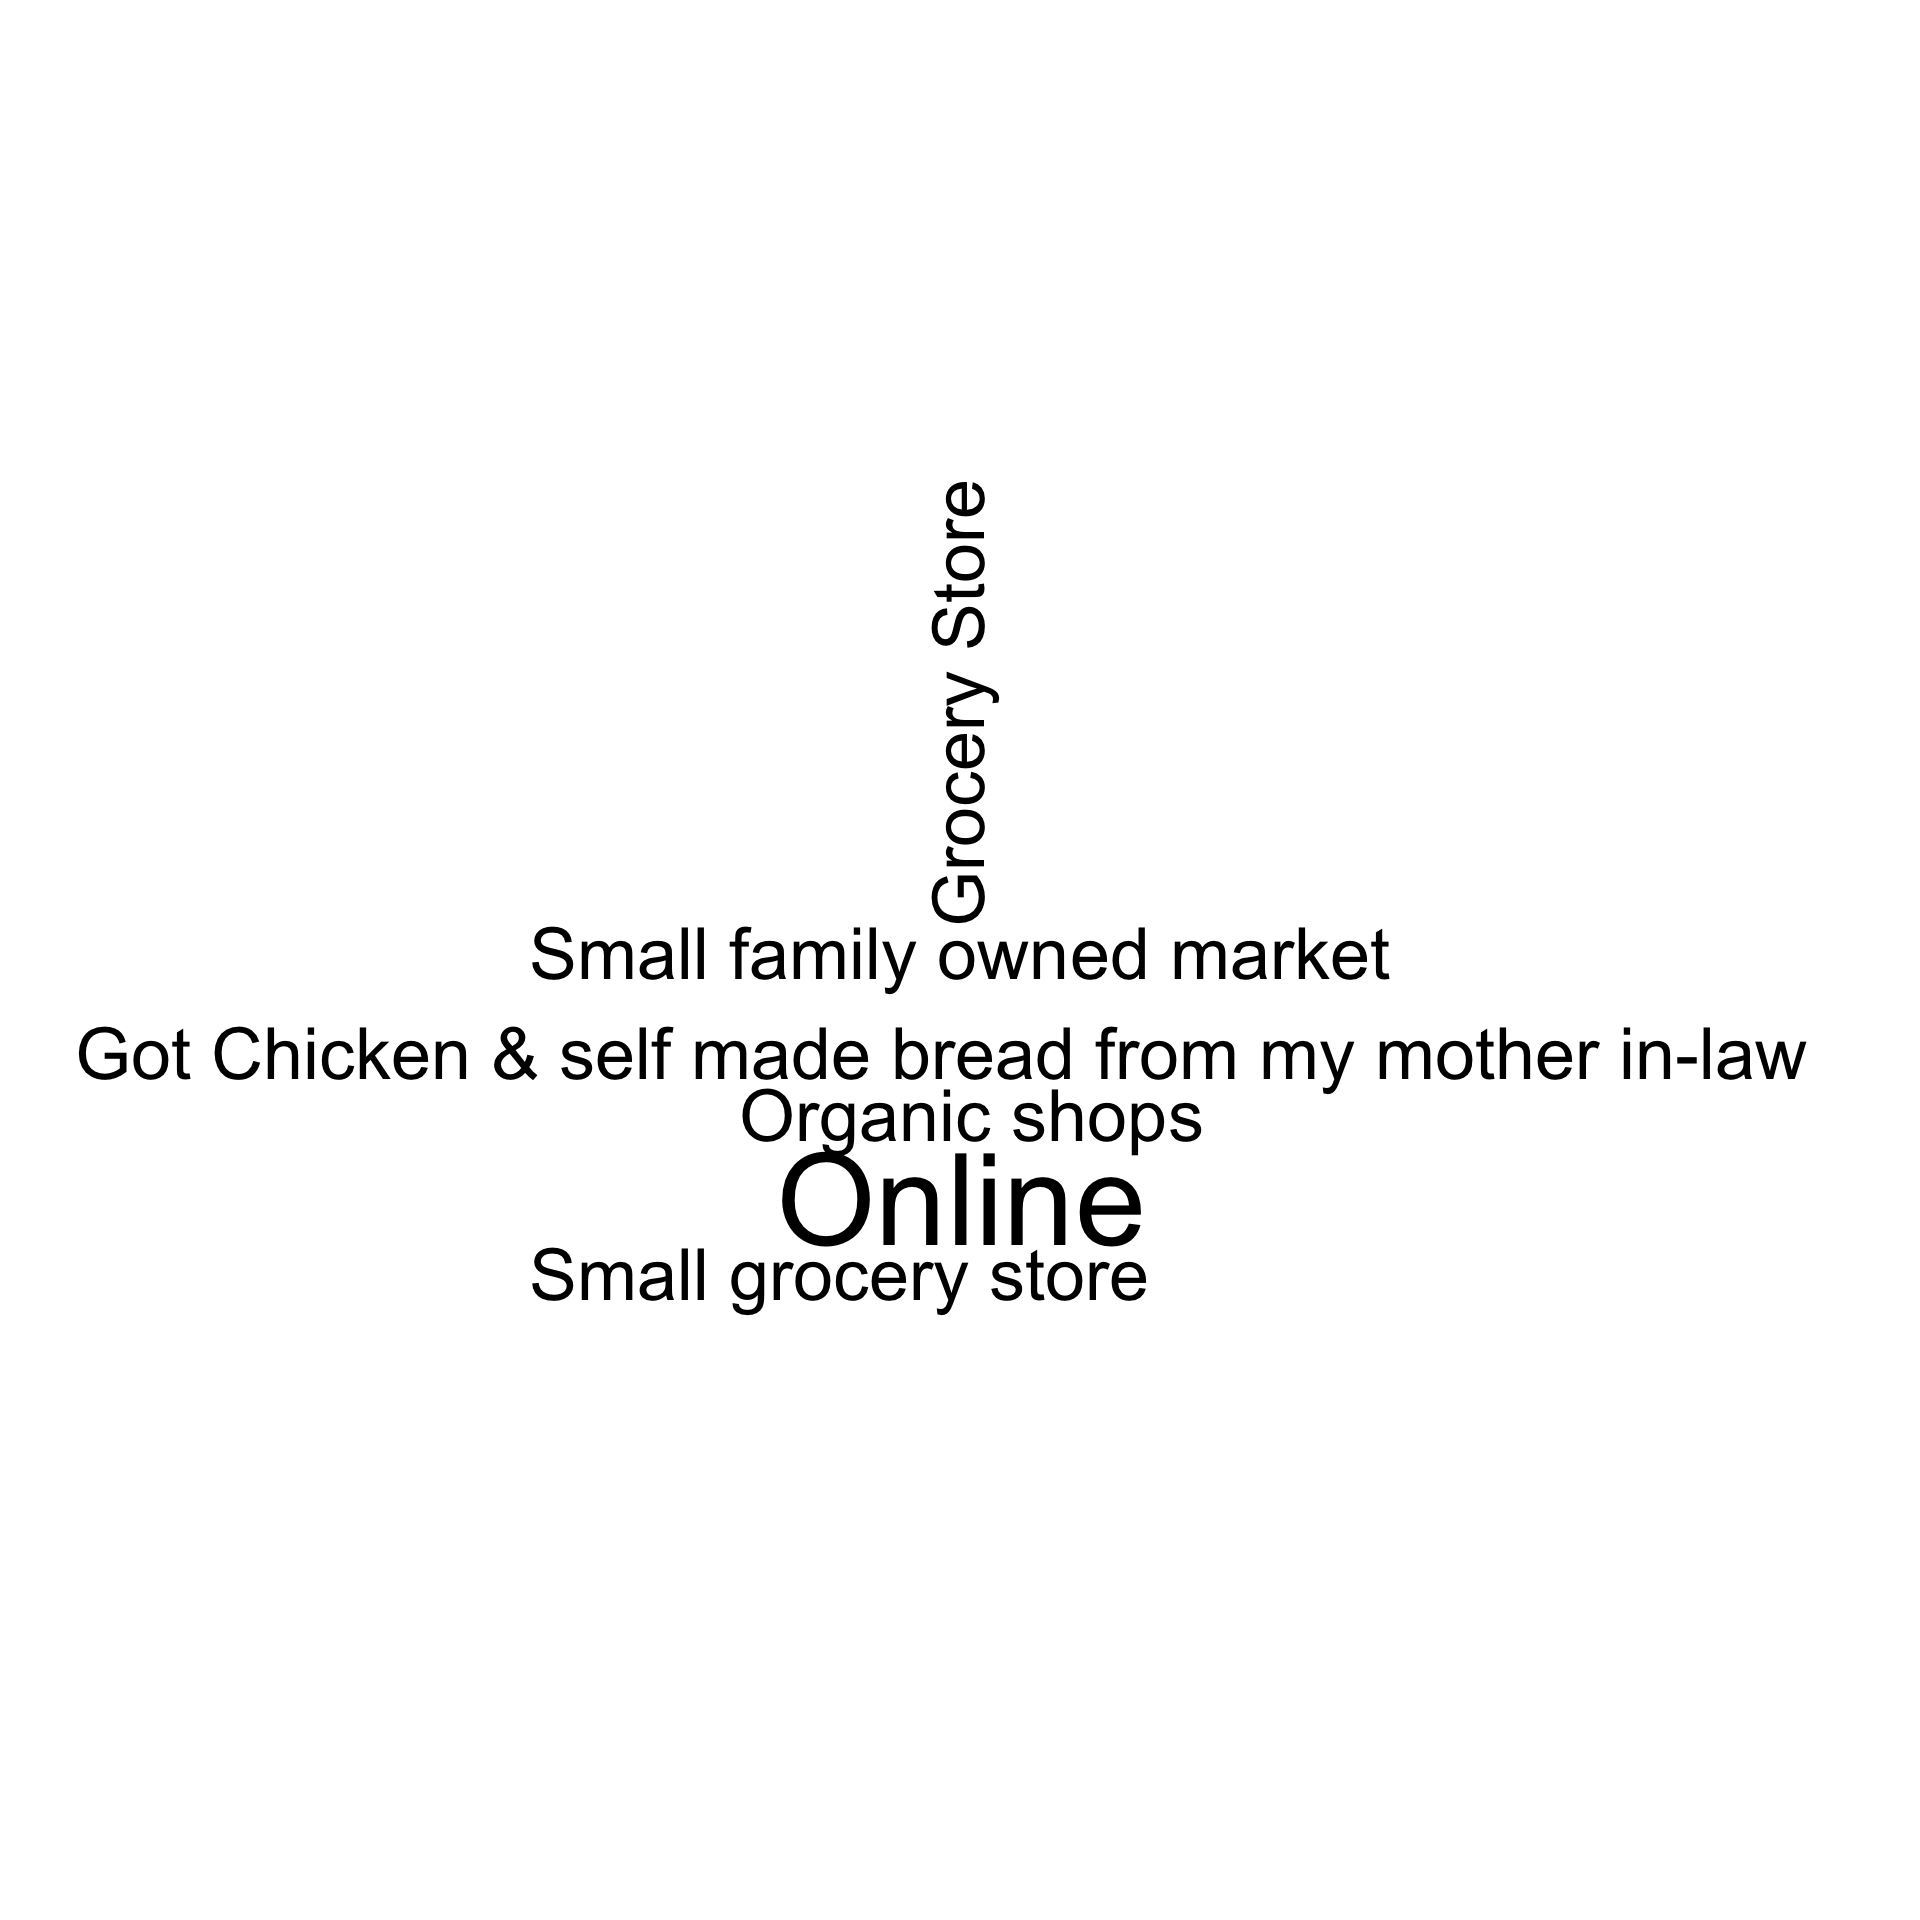 Grocery Store
Small family owned market
Got Chicken & self made bread from my mother in-law
Organic shops
Online
Small grocery store